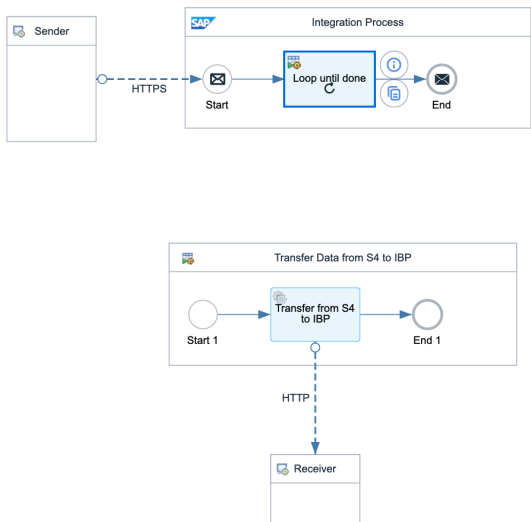 Sender
SAP
Integration Process
HTTPS
Start
Loop until done
End
Transfer Data from S4 to IBP
Start 1
Transfer from S4
to IBP
End 1
HTTP
Receiver